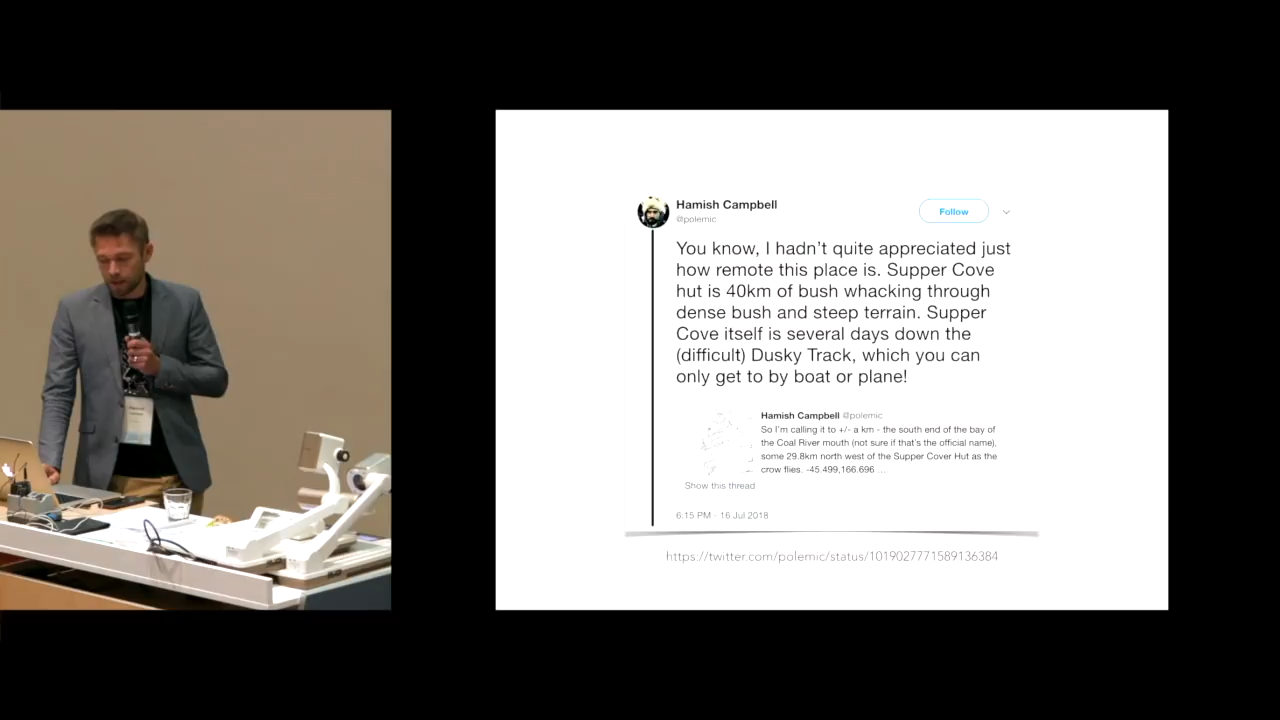 Hamish Campbell
@polemic
Follow
You know, I hadn't quite appreciated just
how remote this place is. Supper Cove
hut is 40km of bush whacking through
dense bush and steep terrain. Supper
Cove itself is several days down the
(difficult) Dusky Track, which you can
only get to by boat or plane!
Hamish Campbell @polemic
So I'm calling it to +/- a km - the south end of the bay of
the Coal River mouth (not sure if that's the official name),
some 29.8km north west of the Supper Cover Hut as the
crow flies. -45.499,166.696 ...
Show this thread
6:15 PM · 16 Jul 2018
https://twitter.com/polemic/status/1019027771589136384